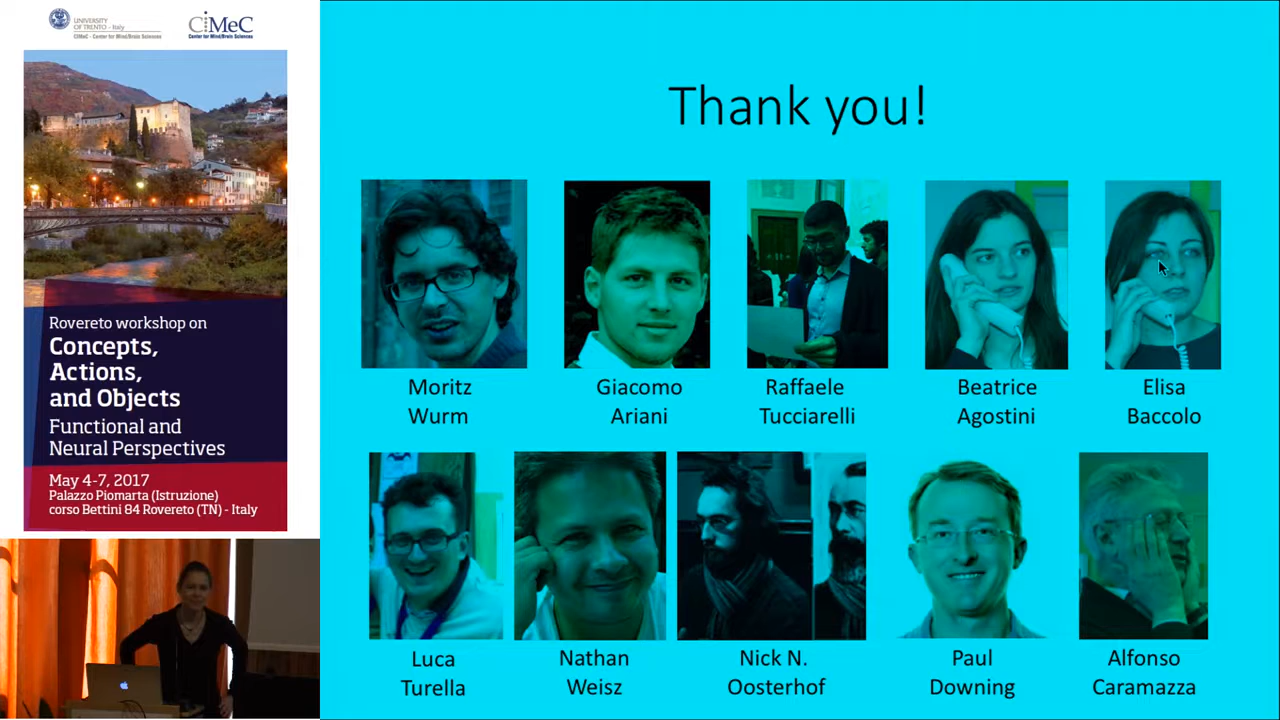 UNIVERSITY
OF TRENTO - Italy
CIMeC - Center for Mind/Brain Sciences
CiMeC
Center for Mind/Brain Sciences
Rovereto workshop on
Concepts,
Actions,
and Objects
Functional and
Neural Perspectives
May 4-7, 2017
Palazzo Piomarta (Istruzione)
corso Bettini 84 Rovereto (TN) - Italy
Thank you!
Moritz
Wurm
Giacomo
Ariani
Raffaele
Tucciarelli
Beatrice
Agostini
Elisa
Baccolo
Luca
Turella
Nathan
Weisz
Nick N.
Oosterhof
Paul
Downing
Alfonso
Caramazza